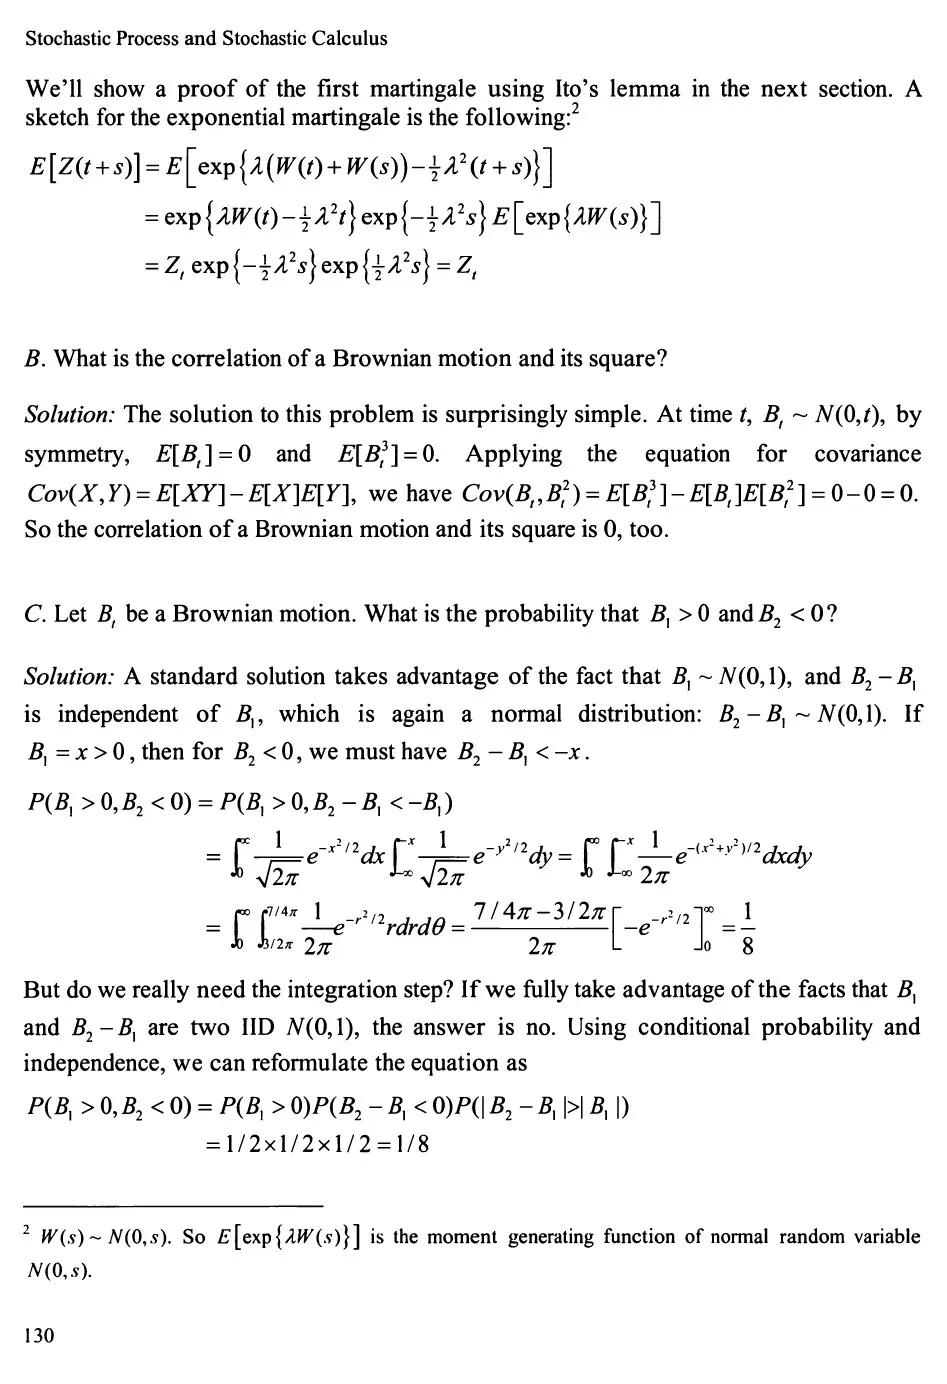 Stochastic Process and Stochastic Calculus
We'll show a proof of the first martingale using Ito's lemma in the next section. A
sketch for the exponential martingale is the following:²
E[Z(t+s)] = E[exp{λ(W(t)+W(s))−½λ²(t+s)}]
= exp{λW(t)−½λ²t} exp{−½λ²s} E[exp{λW(s)}]
= Z_t exp{−½λ²s} exp{½λ²s} = Z_t
B. What is the correlation of a Brownian motion and its square?
Solution: The solution to this problem is surprisingly simple. At time t, B_t ~ N(0,t), by
symmetry, E[B_t] = 0 and E[B_t³] = 0. Applying the equation for covariance
Cov(X,Y) = E[XY] − E[X]E[Y], we have Cov(B_t, B_t²) = E[B_t³] − E[B_t]E[B_t²] = 0 − 0 = 0.
So the correlation of a Brownian motion and its square is 0, too.
C. Let B_t be a Brownian motion. What is the probability that B₁ > 0 and B₂ < 0?
Solution: A standard solution takes advantage of the fact that B₁ ~ N(0,1), and B₂ − B₁
is independent of B₁, which is again a normal distribution: B₂ − B₁ ~ N(0,1). If
B₁ = x > 0, then for B₂ < 0, we must have B₂ − B₁ < −x.
P(B₁ > 0, B₂ < 0) = P(B₁ > 0, B₂ − B₁ < −B₁)
= ∫_0^∞ 1/√(2π) e^{−x²/2} dx ∫_{−∞}^{−x} 1/√(2π) e^{−y²/2} dy = ∫_0^∞ ∫_{−∞}^{−x} 1/(2π) e^{−(x²+y²)/2} dxdy
= ∫_0^∞ ∫_{3/2π}^{7/4π} 1/(2π) e^{−r²/2} rdrdθ = (7/4π − 3/2π)/(2π) [−e^{−r²/2}]_0^∞ = 1/8
But do we really need the integration step? If we fully take advantage of the facts that B₁
and B₂ − B₁ are two IID N(0,1), the answer is no. Using conditional probability and
independence, we can reformulate the equation as
P(B₁ > 0, B₂ < 0) = P(B₁ > 0)P(B₂ − B₁ < 0)P(|B₂ − B₁|>|B₁|)
= 1/2×1/2×1/2 = 1/8
² W(s) ~ N(0,s). So E[exp{λW(s)}] is the moment generating function of normal random variable
N(0,s).
130